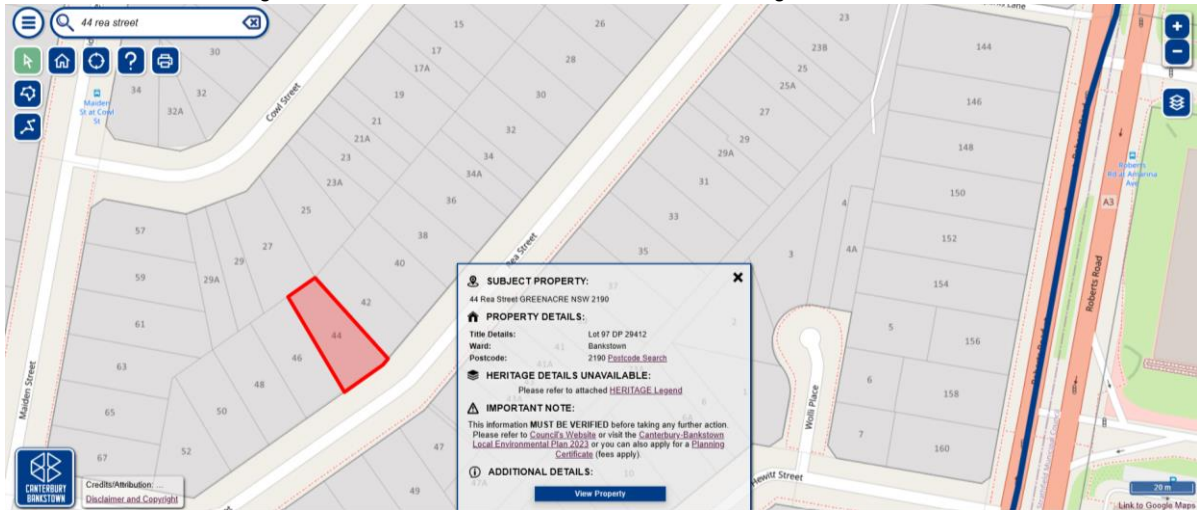 44 rea street
SUBJECT PROPERTY:
44 Rea Street GREENACRE NSW 2190
PROPERTY DETAILS:
Title Details: Lot 97 DP 29412
Ward: Bankstown
Postcode: 2190 Postcode Search
HERITAGE DETAILS UNAVAILABLE:
Please refer to attached HERITAGE Legend
IMPORTANT NOTE:
This information MUST BE VERIFIED before taking any further action.
Please refer to Council's Website or visit the Canterbury-Bankstown
Local Environmental Plan 2023 or you can also apply for a Planning
Certificate (fees apply).
ADDITIONAL DETAILS:
View Property
Maiden
St at Cowl
St
Cowl Street
Rea Street
Maiden Street
Wolli Place
Hewitt Street
Roberts Road
Roberts Road
Roberts
Rd at Amarina
Ave
A3
30
34
32
32A
15
17
17A
19
21
21A
23
23A
25
27
29
29A
26
28
30
32
34
34A
36
38
40
42
44
46
48
50
52
57
59
61
63
65
67
23
23B
25
25A
27
29
29A
31
33
35
37
41
47
49
3
4
4A
5
6
7
144
146
148
150
152
154
156
158
160
CANTERBURY
BANKSTOWN
Credits/Attribution: ...
Disclaimer and Copyright
20 m
Link to Google Maps